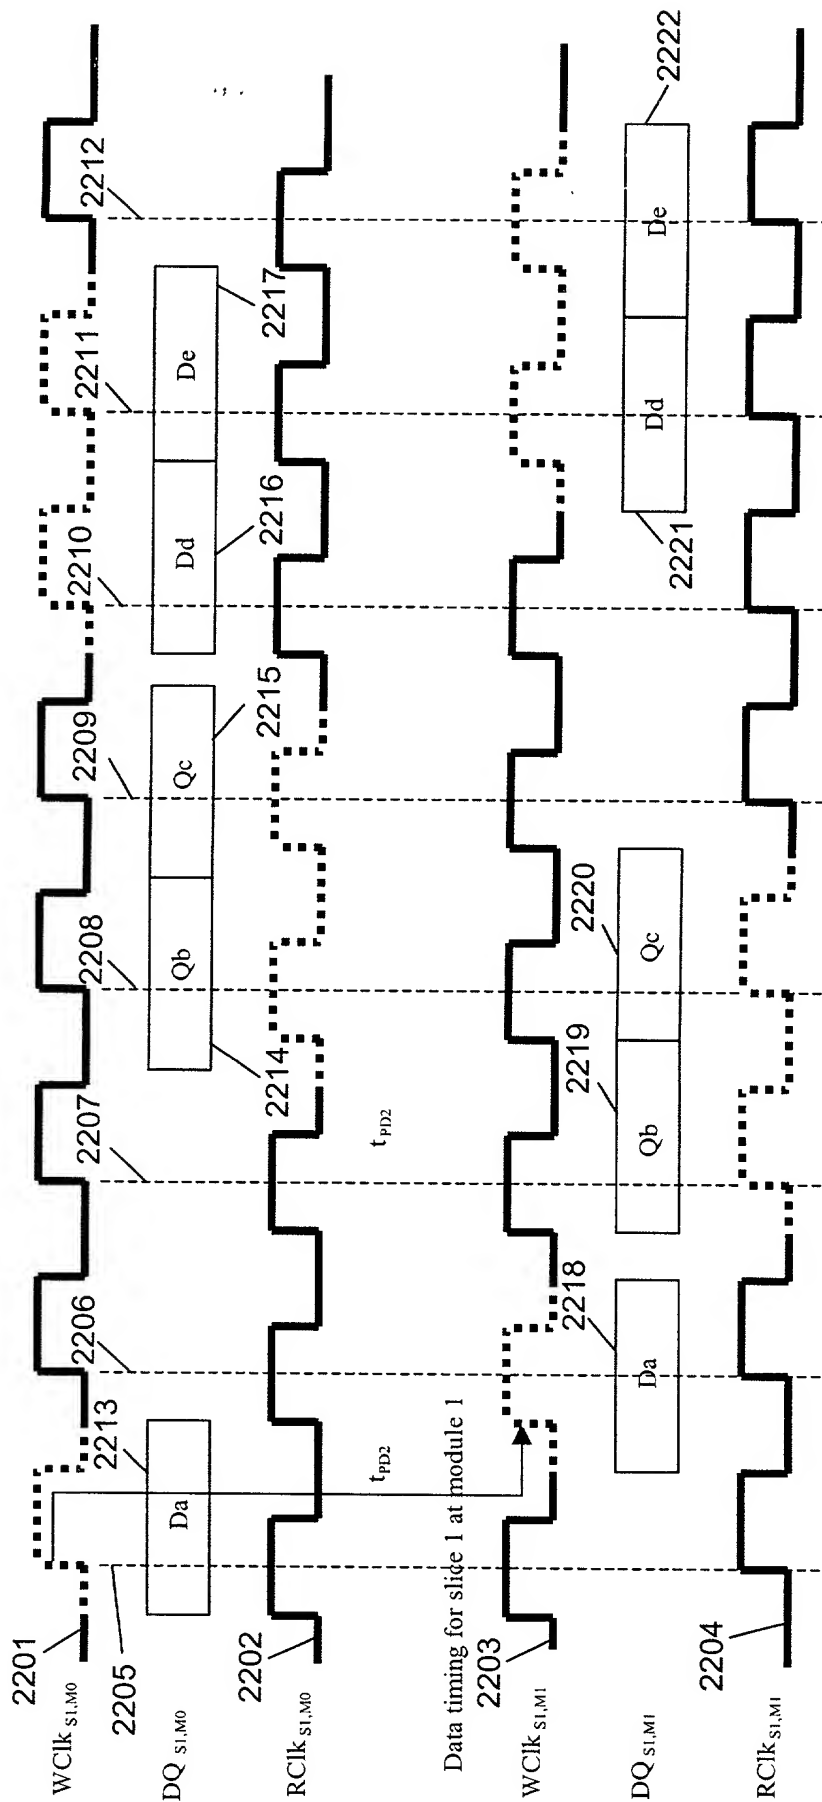 2201
2205
WClk S1,M0
2213
2206
2207
2208
2209
2210
2211
2212
DQ S1,M0
Da
Qb
Qc
Dd
De
2214
2215
2216
2217
2202
RClk S1,M0
tPD2
tPD2
Data timing for slice 1 at module 1
2203
WClk S1,M1
2218
2219
2220
DQ S1,M1
Da
Qb
Qc
Dd
De
2221
2222
2204
RClk S1,M1